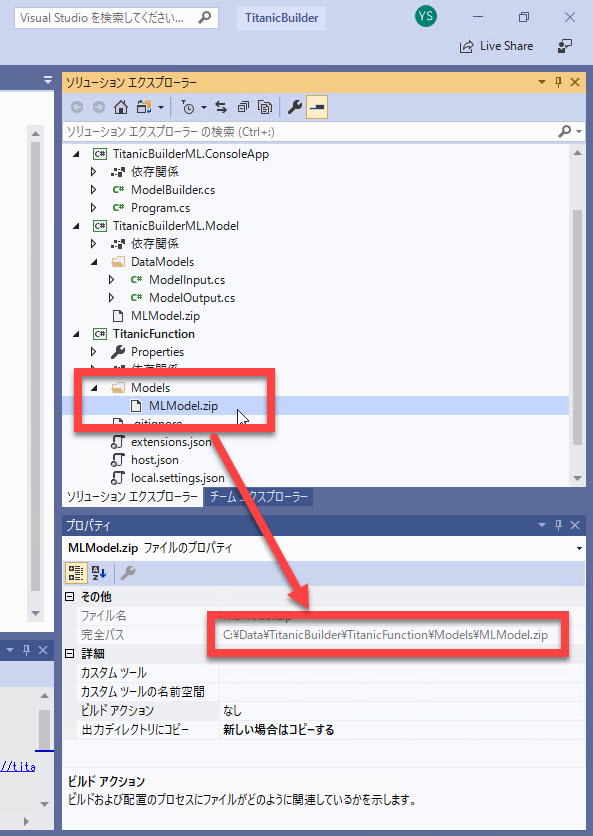 Visual Studio を検索してください...
TitanicBuilder
YS
Live Share
ソリューション エクスプローラー
ソリューション エクスプローラー の検索 (Ctrl+:)
C# TitanicBuilderML.ConsoleApp
依存関係
C# ModelBuilder.cs
C# Program.cs
C# TitanicBuilderML.Model
依存関係
DataModels
C# ModelInput.cs
C# ModelOutput.cs
MLModel.zip
C# TitanicFunction
Properties
依存関係
Models
MLModel.zip
.gitignore
extensions.json
host.json
local.settings.json
ソリューション エクスプローラー
チーム エクスプローラー
プロパティ
MLModel.zip ファイルのプロパティ
その他
ファイル名
MLModel.zip
完全パス
C:¥Data¥TitanicBuilder¥TitanicFunction¥Models¥MLModel.zip
詳細
カスタム ツール
カスタム ツールの名前空間
ビルド アクション
なし
出力ディレクトリにコピー
新しい場合はコピーする
//tita
ビルド アクション
ビルドおよび配置のプロセスにファイルがどのように関連しているかを示します。